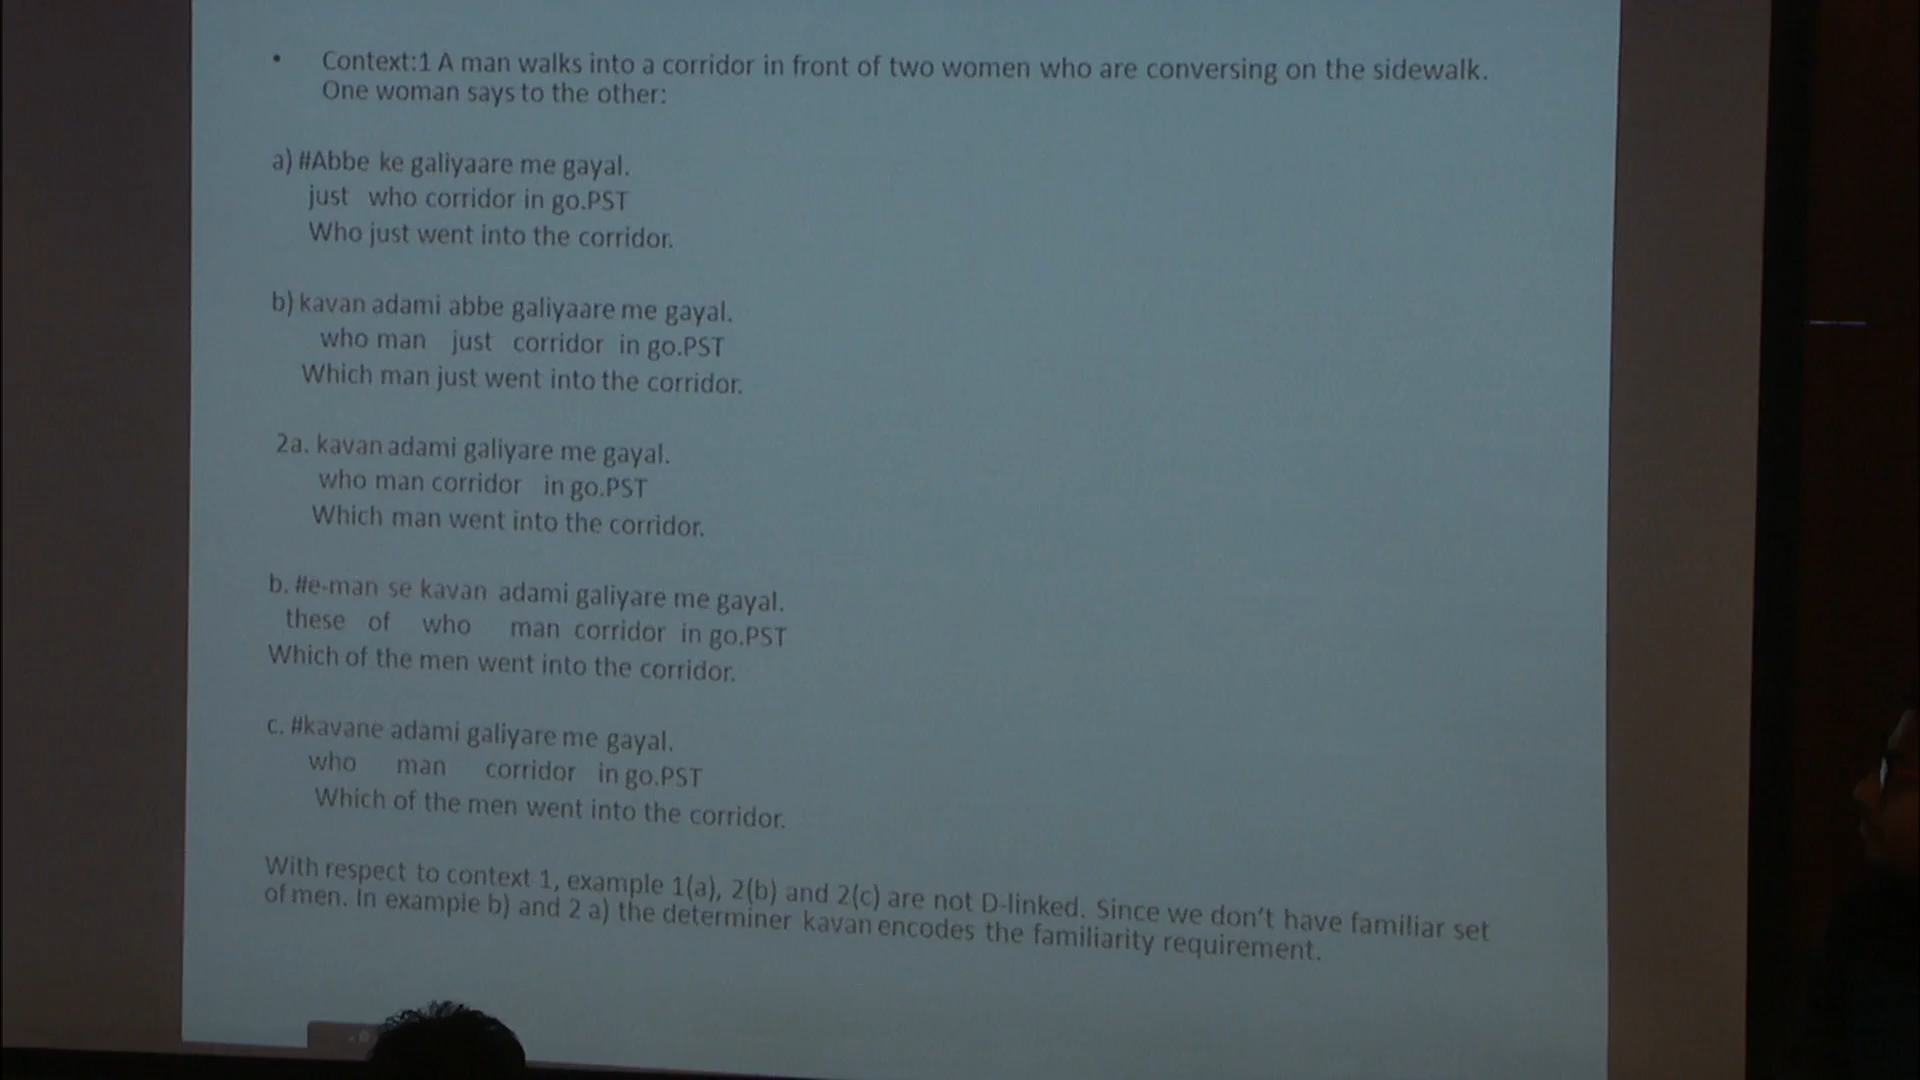 • Context:1 A man walks into a corridor in front of two women who are conversing on the sidewalk.
One woman says to the other:
a) #Abbe ke galiyaare me gayal.
just who corridor in go.PST
Who just went into the corridor.
b) kavan adami abbe galiyaare me gayal.
who man just corridor in go.PST
Which man just went into the corridor.
2a. kavan adami galiyare me gayal.
who man corridor in go.PST
Which man went into the corridor.
b. #e-man se kavan adami galiyare me gayal.
these of who man corridor in go.PST
Which of the men went into the corridor.
c. #kavane adami galiyare me gayal.
who man corridor in go.PST
Which of the men went into the corridor.
With respect to context 1, example 1(a), 2(b) and 2(c) are not D-linked. Since we don't have familiar set
of men. In example b) and 2 a) the determiner kavan encodes the familiarity requirement.